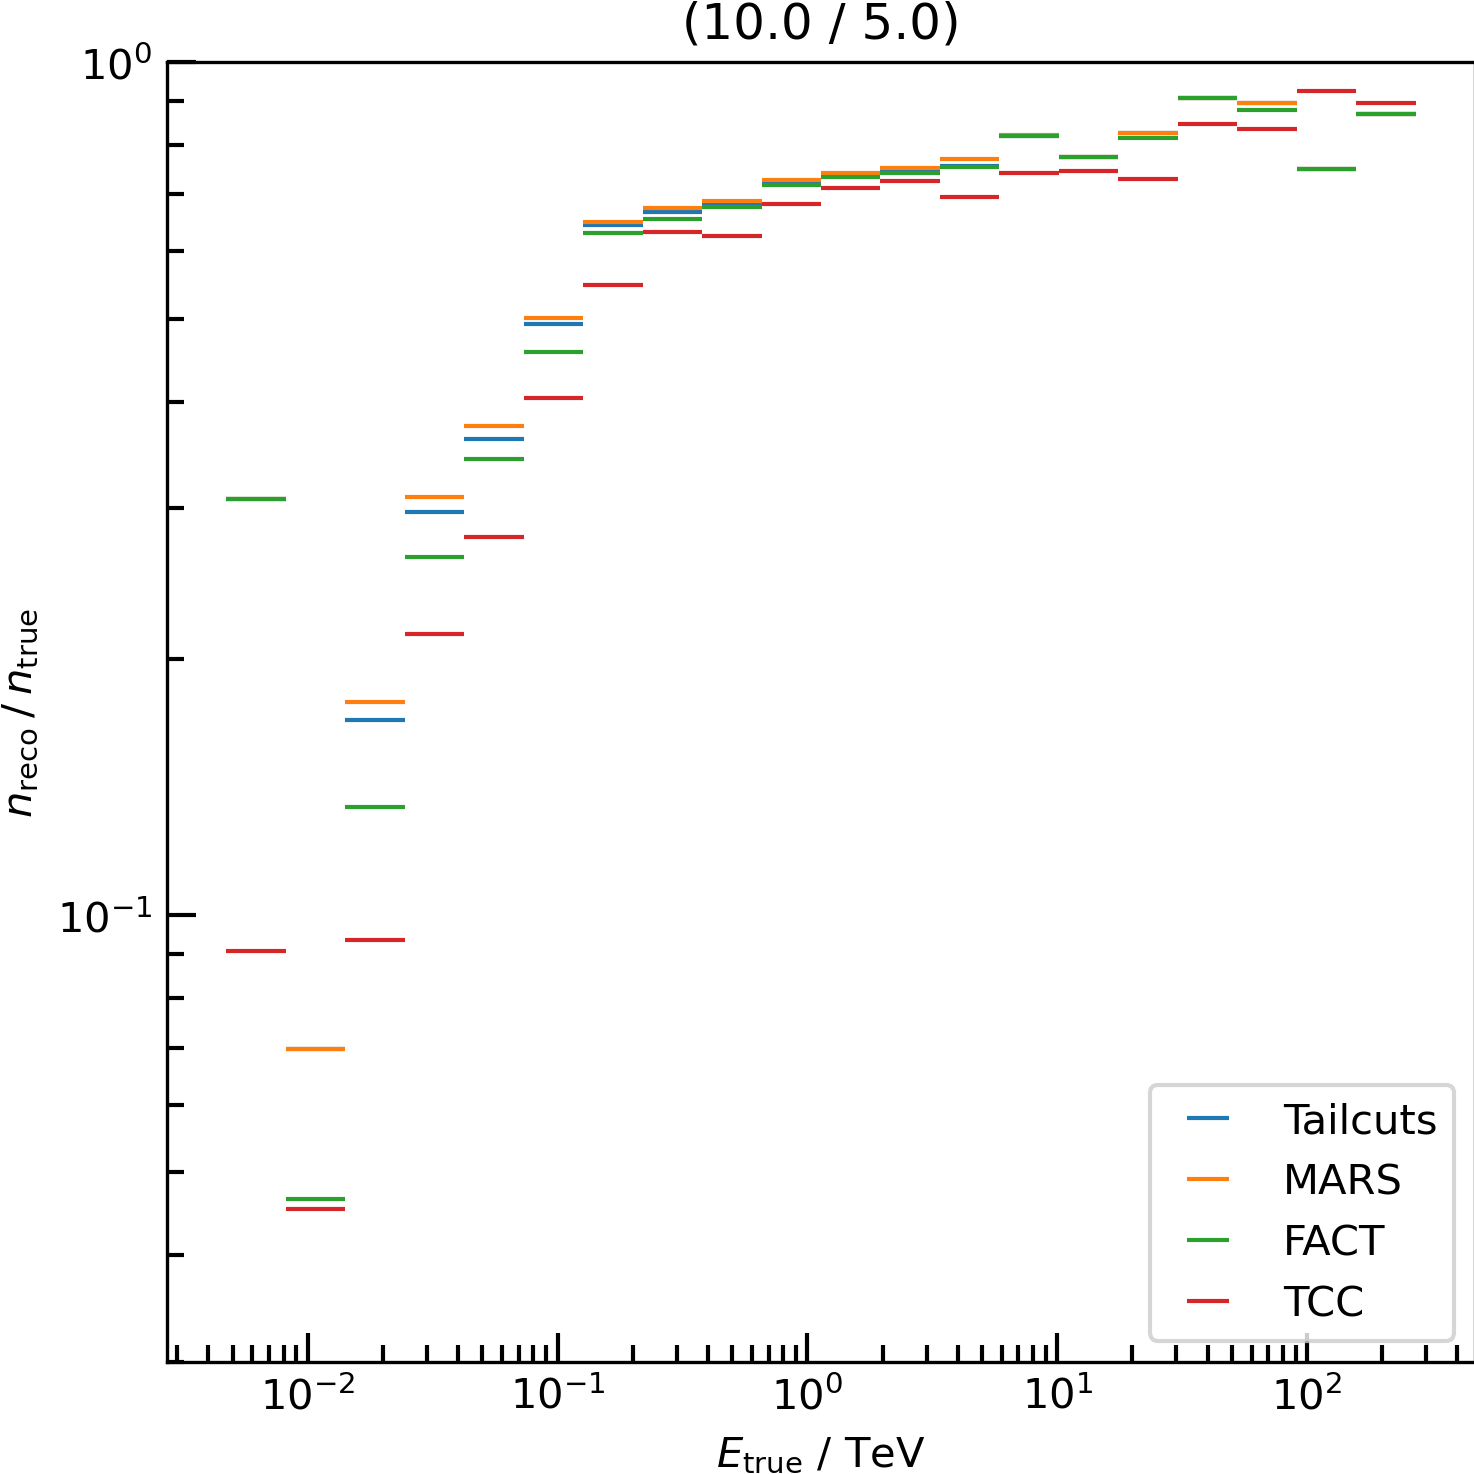 (10.0 / 5.0)
10⁰
10⁻¹
n_reco / n_true
10⁻² 10⁻¹ 10⁰ 10¹ 10²
E_true / TeV
Tailcuts
MARS
FACT
TCC